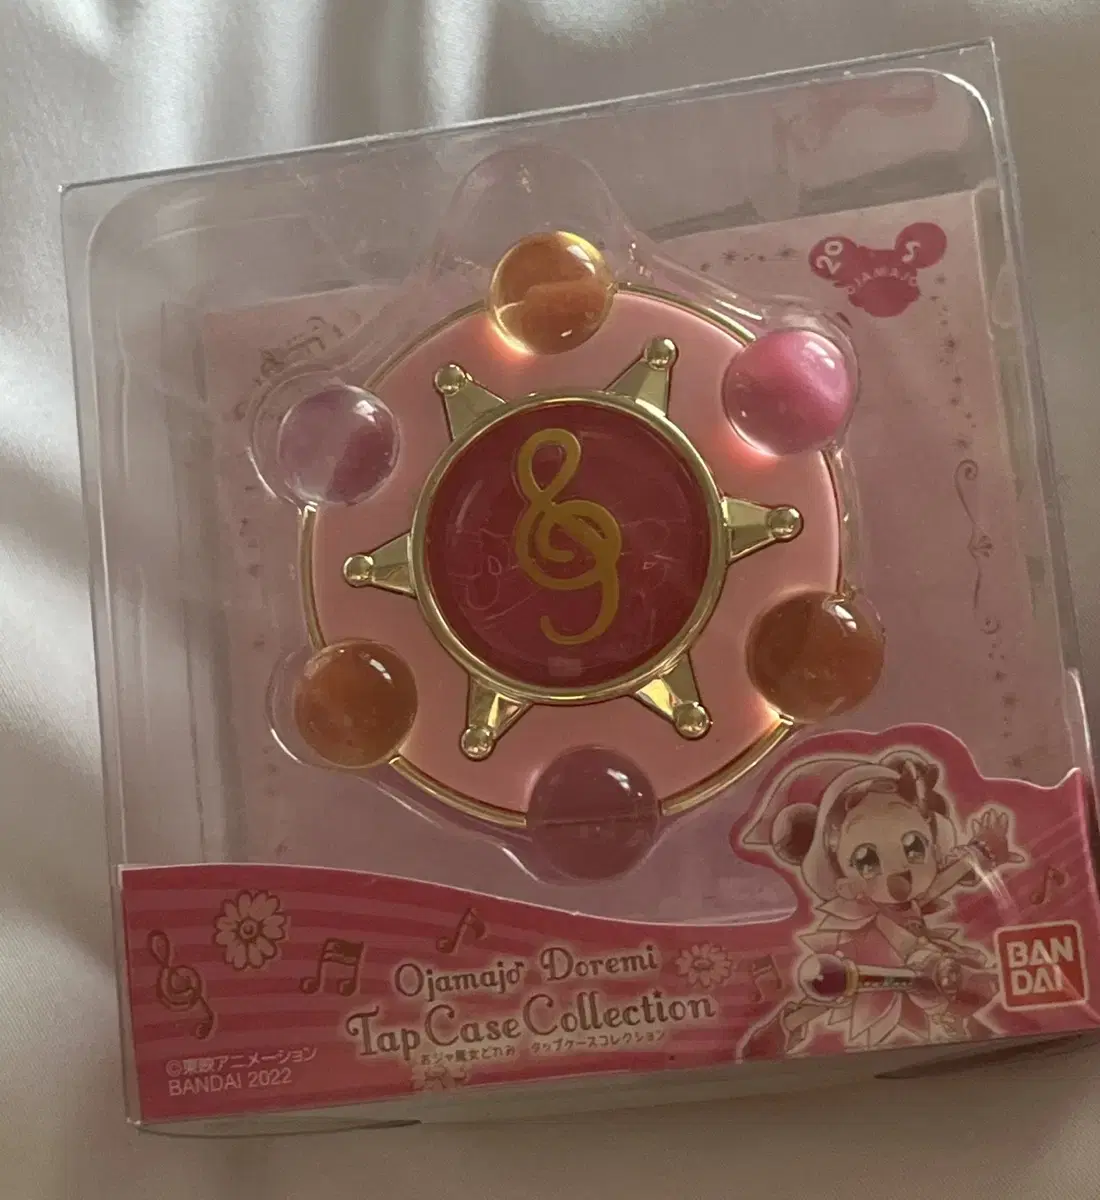 20 S
OJAMAJO
Ojamajo Doremi
Tap Case Collection
おジャ魔女どれみ タップケースコレクション
©東映アニメーション
BANDAI 2022
BAN
DAI